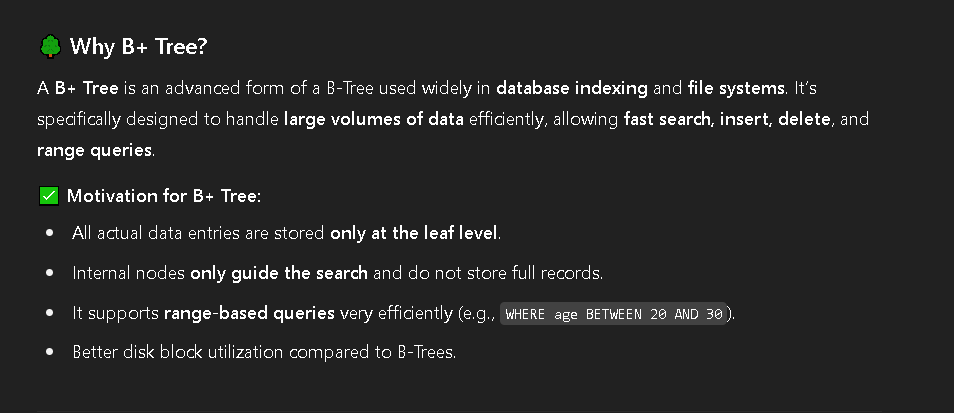 Why B+ Tree?
A B+ Tree is an advanced form of a B-Tree used widely in database indexing and file systems. It's
specifically designed to handle large volumes of data efficiently, allowing fast search, insert, delete, and
range queries.
Motivation for B+ Tree:
• All actual data entries are stored only at the leaf level.
• Internal nodes only guide the search and do not store full records.
• It supports range-based queries very efficiently (e.g., WHERE age BETWEEN 20 AND 30).
• Better disk block utilization compared to B-Trees.